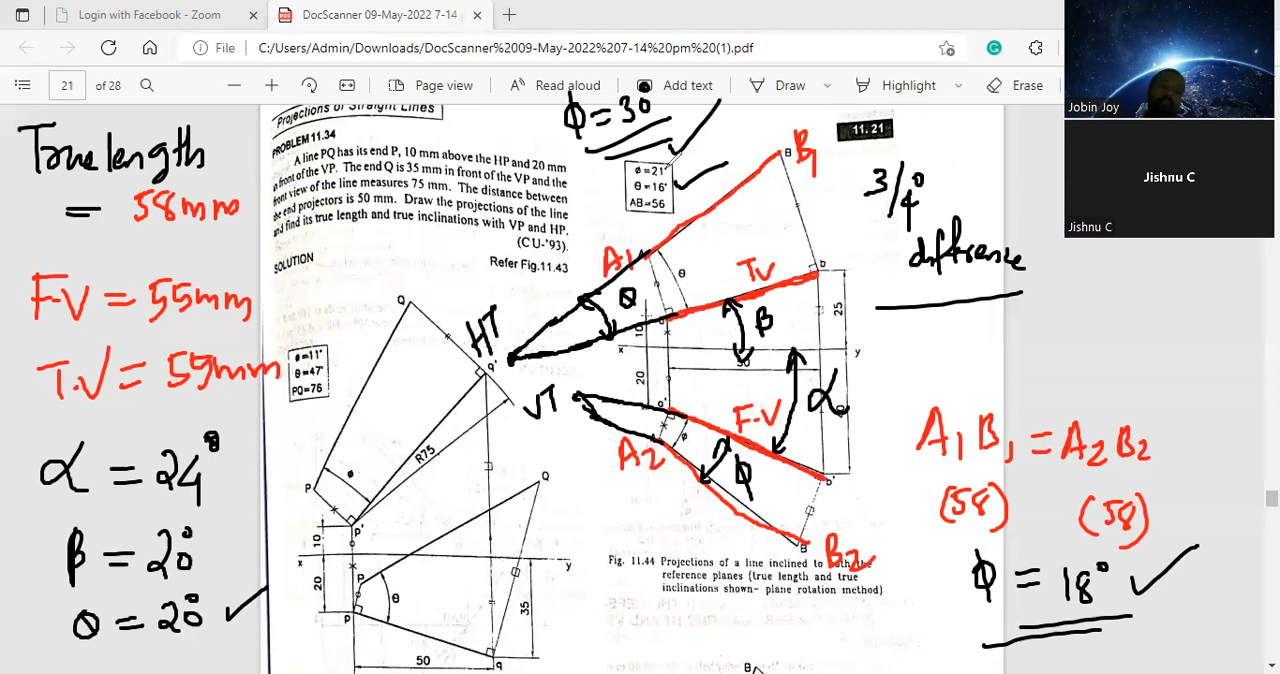 Login with Facebook - Zoom
DocScanner 09-May-2022 7-14
File
C:/Users/Admin/Downloads/DocScanner%2009-May-2022%207-14%20pm%20(1).pdf
21 of 28
Page view
Read aloud
Add text
Draw
Highlight
Erase
Jobin Joy
Jishnu C
Jishnu C
True length
= 58mm
F-V = 55mm
T.V = 59mm
α = 24°
β = 20°
θ = 20°
Projections of Straight Lines
11.21
PROBLEM 11.34
A line PQ has its end P, 10 mm above the HP and 20 mm
in front of the VP. The end Q is 35 mm in front of the VP and the
front view of the line measures 75 mm. The distance between
the end projectors is 50 mm. Draw the projections of the line
and find its true length and true inclinations with VP and HP.
(CU-'93).
SOLUTION
Refer Fig.11.43
ø=11°
θ=47°
PQ=76
Q
q'
R75
P
ø
p'
10
x
y
20
P
p
θ
Q
q
35
50
Φ = 30°
ø=21°
θ=16°
AB=56
B B1
A1
θ
θ
TV
b
HT
β
10
x
y
50
25
20
VT
a'
F-V
α
A2
ø
Φ
b'
B
B2
3/4°
difference
A1B1 = A2B2
(58) (58)
Φ = 18°
Fig. 11.44 Projections of a line inclined to both the
reference planes (true length and true
inclinations shown- plane rotation method)
B